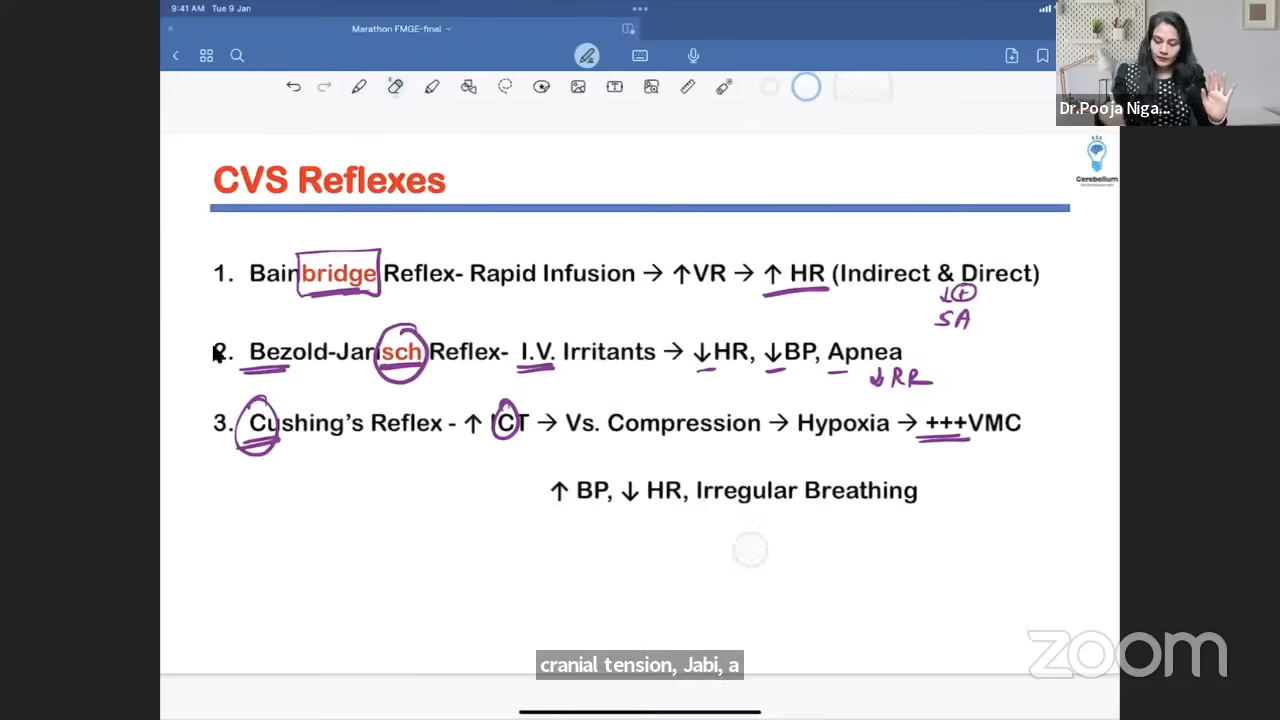 9:41 AM Tue 9 Jan
Marathon FMGE-final
Dr.Pooja Niga...
Cerebellum
CVS Reflexes
1. Bainbridge Reflex- Rapid Infusion → ↑VR → ↑ HR (Indirect & Direct)
↓ +
SA
2. Bezold-Jarisch Reflex- I.V. Irritants → ↓HR, ↓BP, Apnea
↓ RR
3. Cushing's Reflex - ↑ ICT → Vs. Compression → Hypoxia → +++VMC
↑ BP, ↓ HR, Irregular Breathing
cranial tension, Jabi, a
zoom